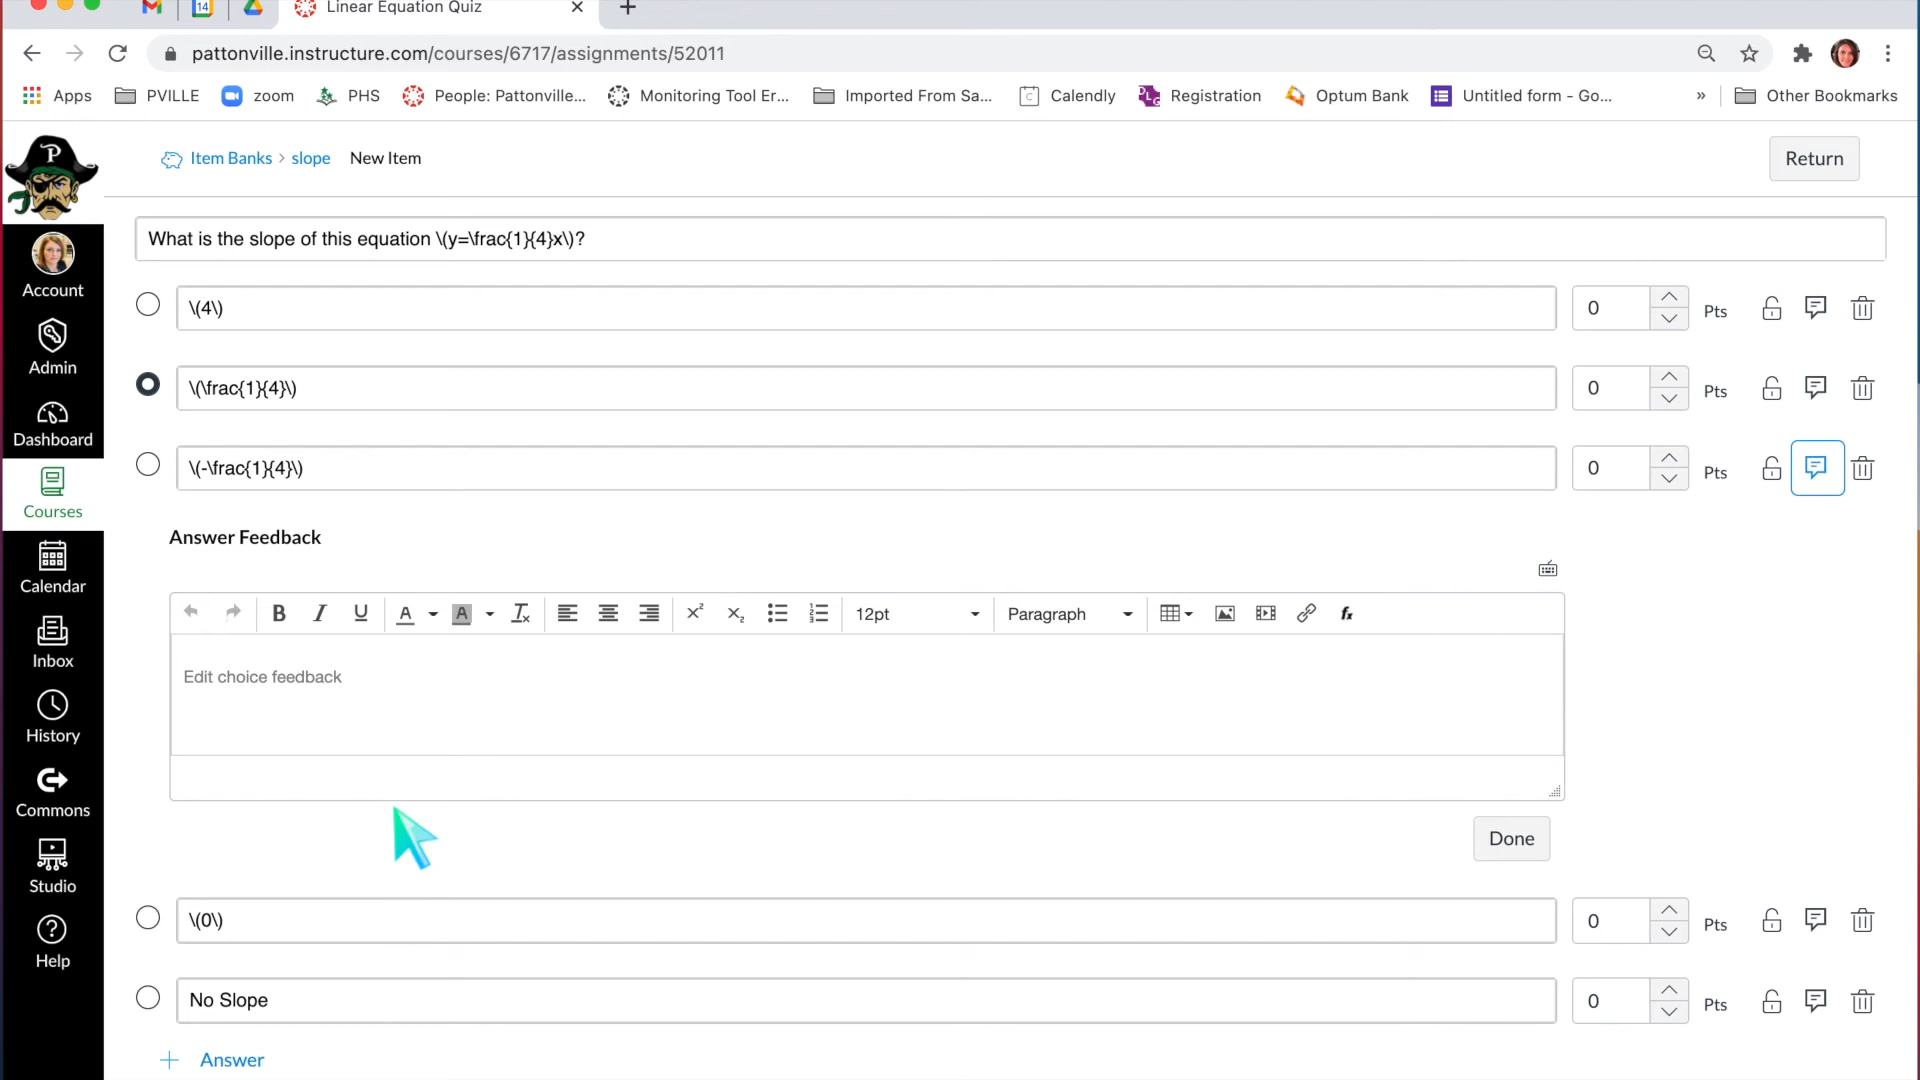 14
Linear Equation Quiz
pattonville.instructure.com/courses/6717/assignments/52011
Apps PVILLE zoom PHS People: Pattonville... Monitoring Tool Er... Imported From Sa... Calendly Registration Optum Bank Untitled form - Go... » Other Bookmarks
P
Item Banks > slope New Item
Return
Account
Admin
Dashboard
Courses
Calendar
Inbox
History
Commons
Studio
Help
What is the slope of this equation \(y=\frac{1}{4}x\)?
\(4\) 0 Pts
\(\frac{1}{4}\) 0 Pts
\(-\frac{1}{4}\) 0 Pts
Answer Feedback
B I U A A 12pt Paragraph fx
Edit choice feedback
Done
\(0\) 0 Pts
No Slope 0 Pts
+ Answer